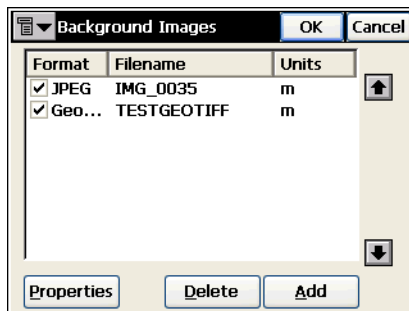 Background Images OK Cancel
Format Filename Units
JPEG IMG_0035 m
Geo... TESTGEOTIFF m
Properties Delete Add